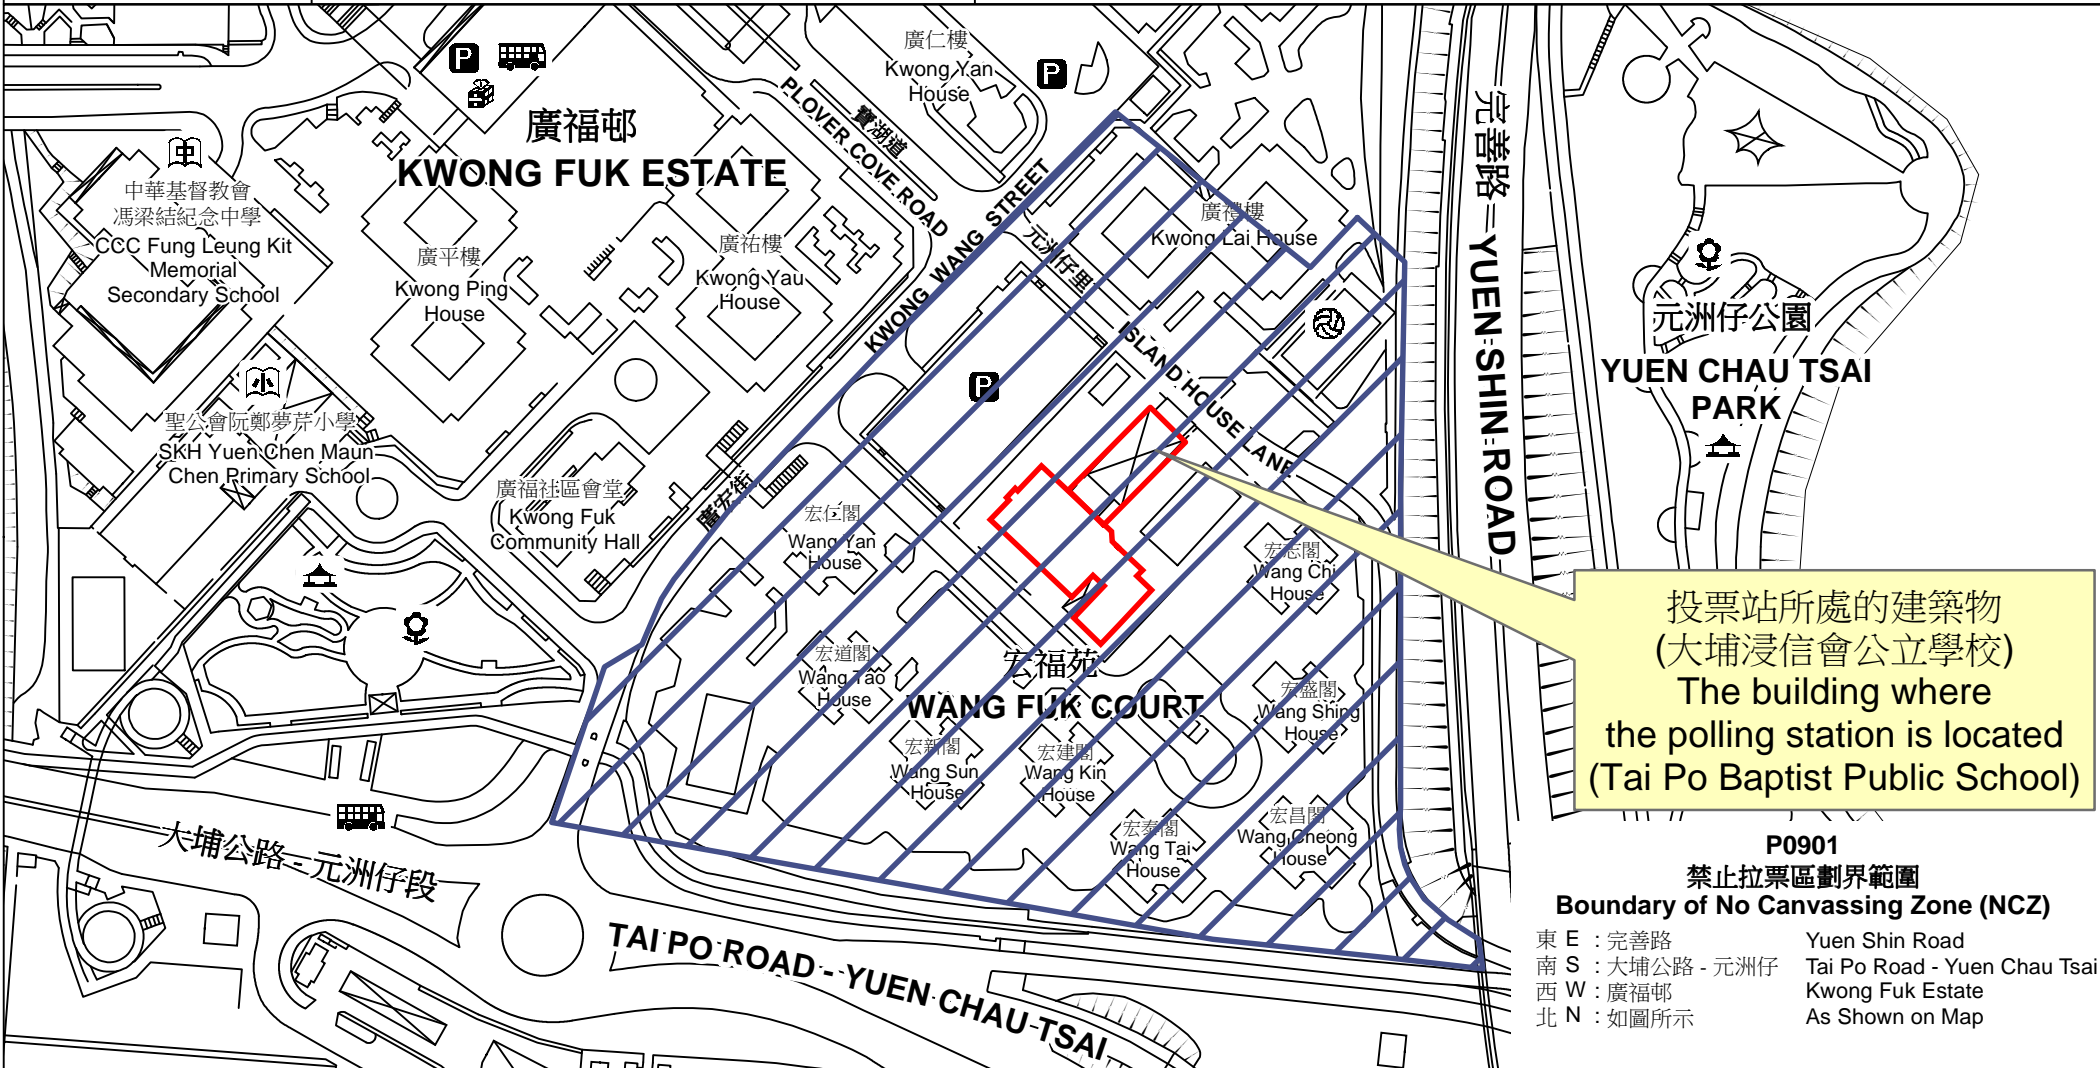 廣仁樓
Kwong Yan
House
P
P
廣福邨
KWONG FUK ESTATE
寶湖道
PLOVER COVE ROAD
中
中華基督教會
馮梁結紀念中學
CCC Fung Leung Kit
Memorial
Secondary School
廣平樓
Kwong Ping
House
廣祐樓
Kwong Yau
House
KWONG WANG STREET
廣宏街
元洲仔里
ISLAND HOUSE LANE
廣禮樓
Kwong Lai House
完善路
YUEN SHIN ROAD
元洲仔公園
YUEN CHAU TSAI
PARK
小
聖公會阮鄭夢芹小學
SKH Yuen Chen Maun
Chen Primary School
廣福社區會堂
Kwong Fuk
Community Hall
P
宏仁閣
Wang Yan
House
宏道閣
Wang Tao
House
宏志閣
Wang Chi
House
宏福苑
WANG FUK COURT
宏盛閣
Wang Shing
House
宏新閣
Wang Sun
House
宏建閣
Wang Kin
House
宏泰閣
Wang Tai
House
宏昌閣
Wang Cheong
House
大埔公路 - 元洲仔段
TAI PO ROAD - YUEN CHAU TSAI
投票站所處的建築物
(大埔浸信會公立學校)
The building where
the polling station is located
(Tai Po Baptist Public School)
P0901
禁止拉票區劃界範圍
Boundary of No Canvassing Zone (NCZ)
東 E : 完善路 Yuen Shin Road
南 S : 大埔公路 - 元洲仔 Tai Po Road - Yuen Chau Tsai
西 W : 廣福邨 Kwong Fuk Estate
北 N : 如圖所示 As Shown on Map